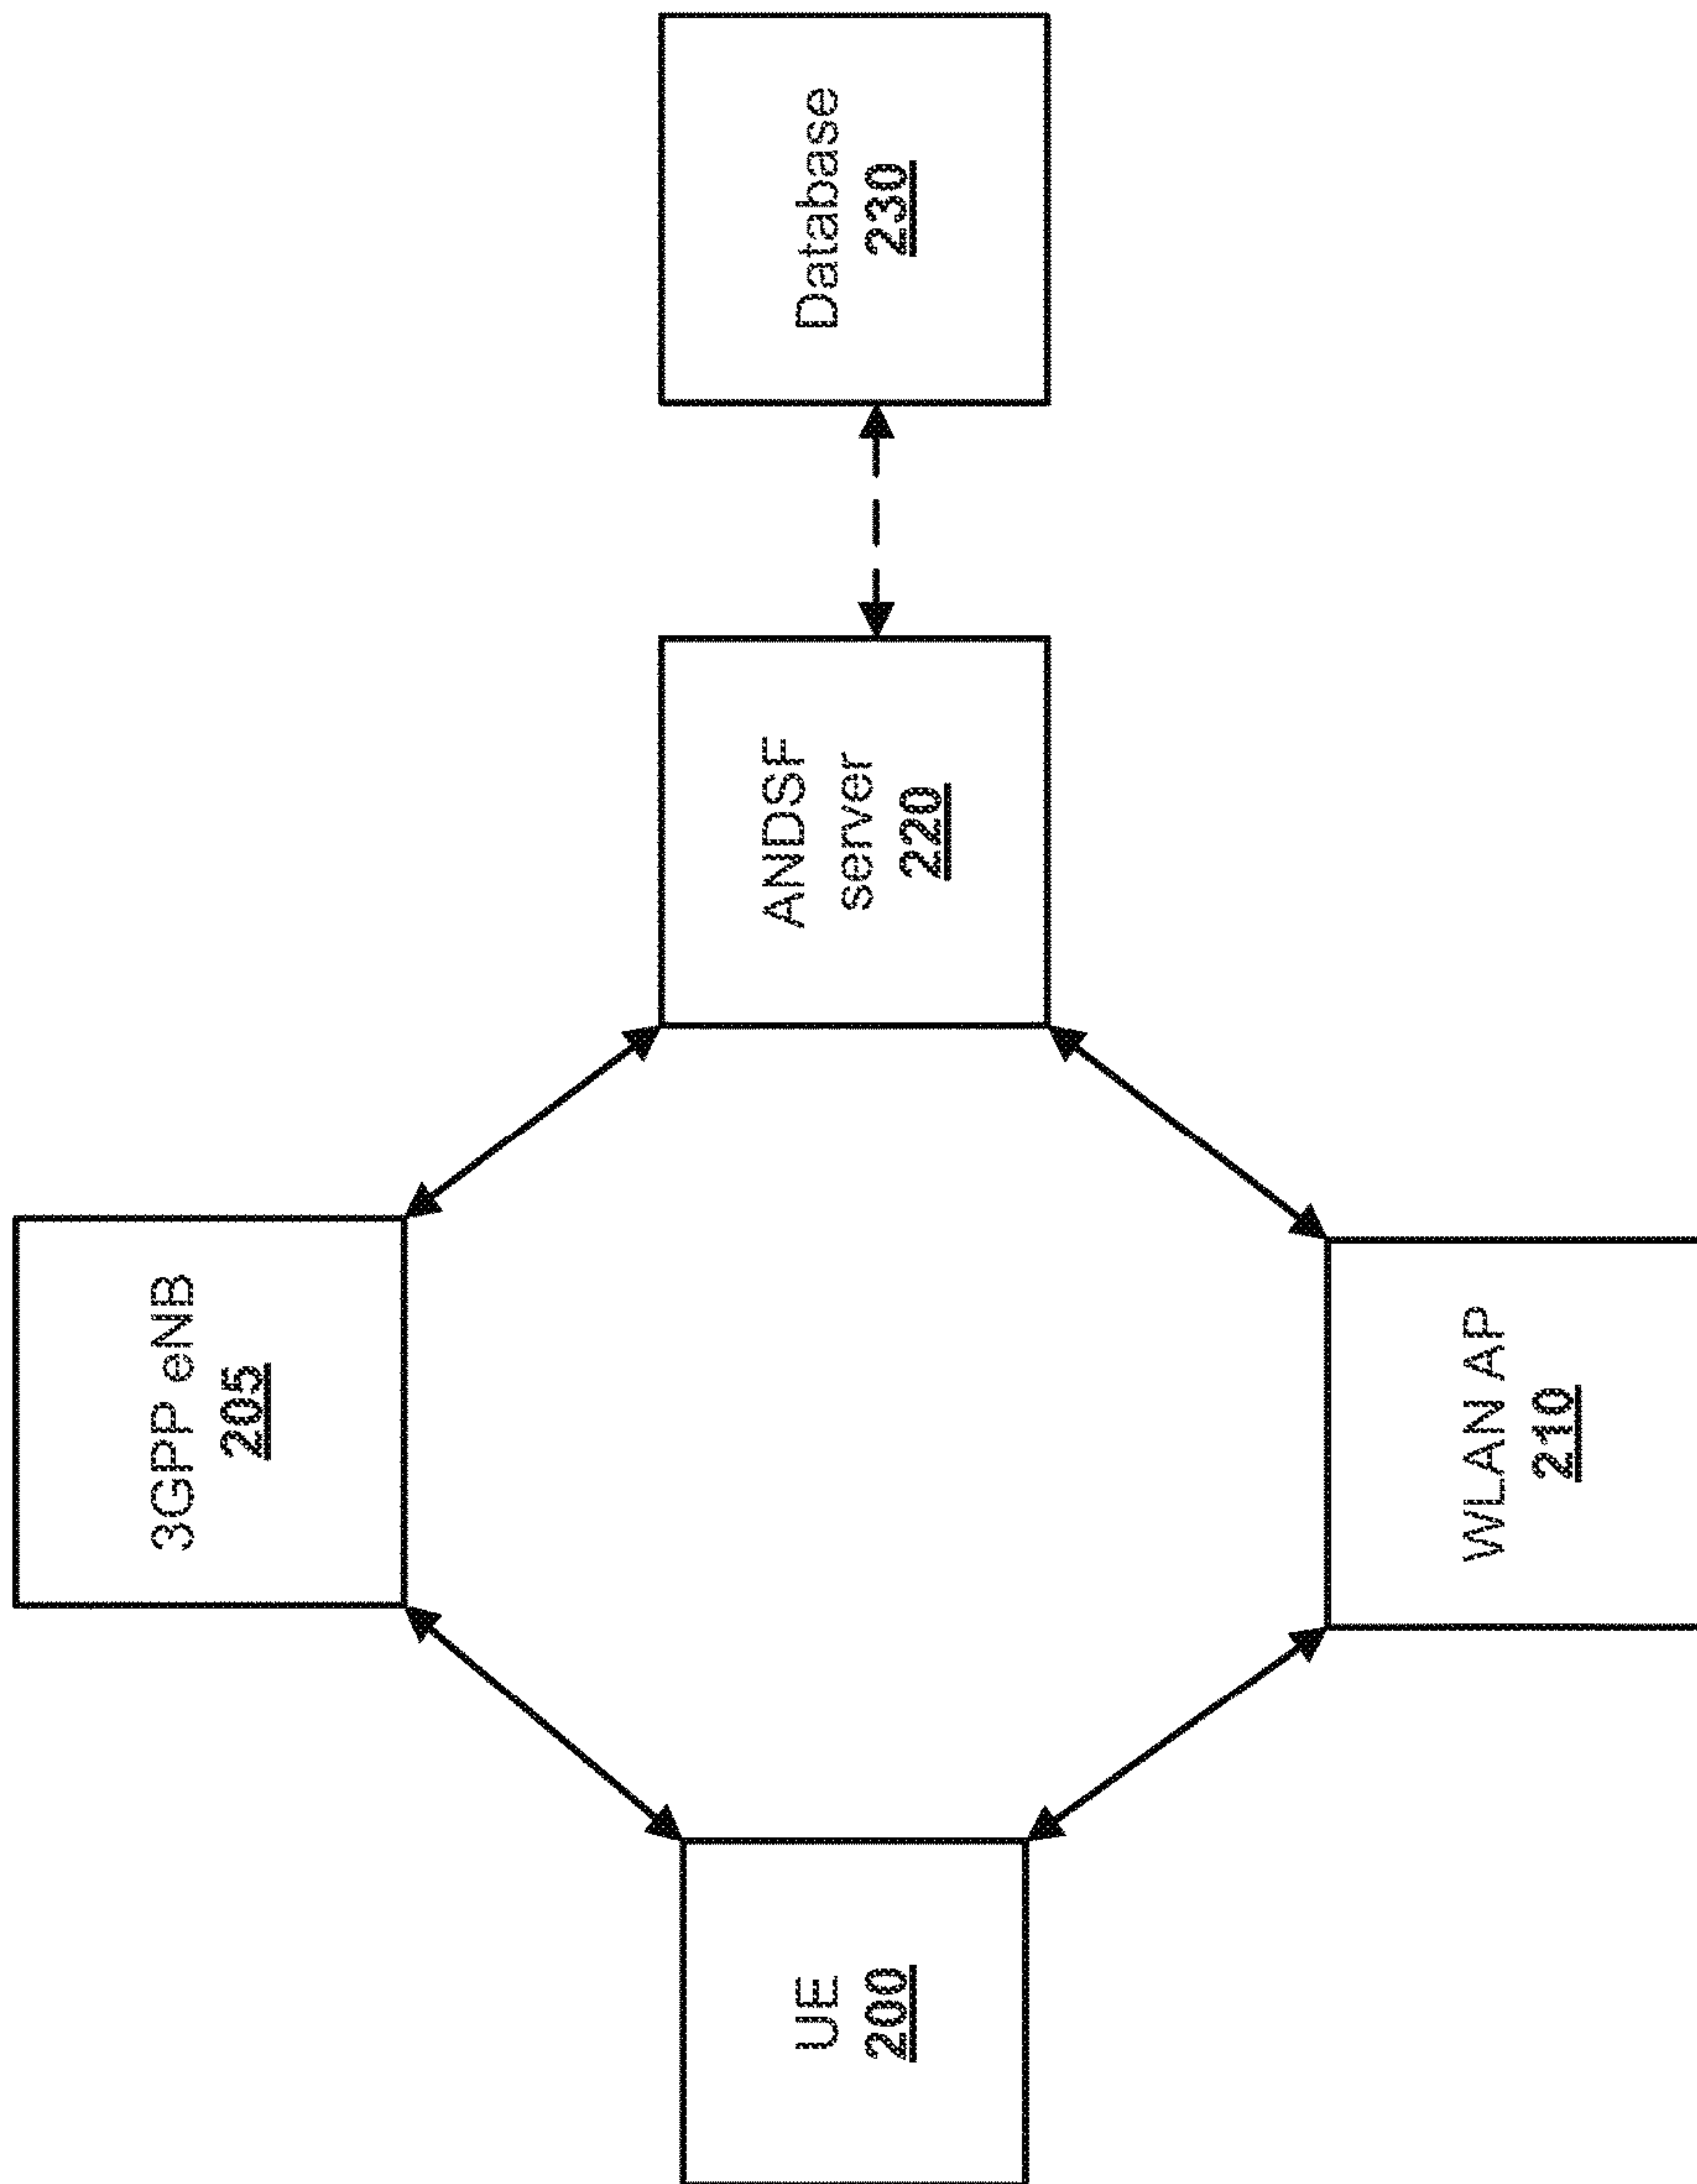 3GPP eNB
205
UE
200
ANDSF
server
220
Database
230
WLAN AP
210